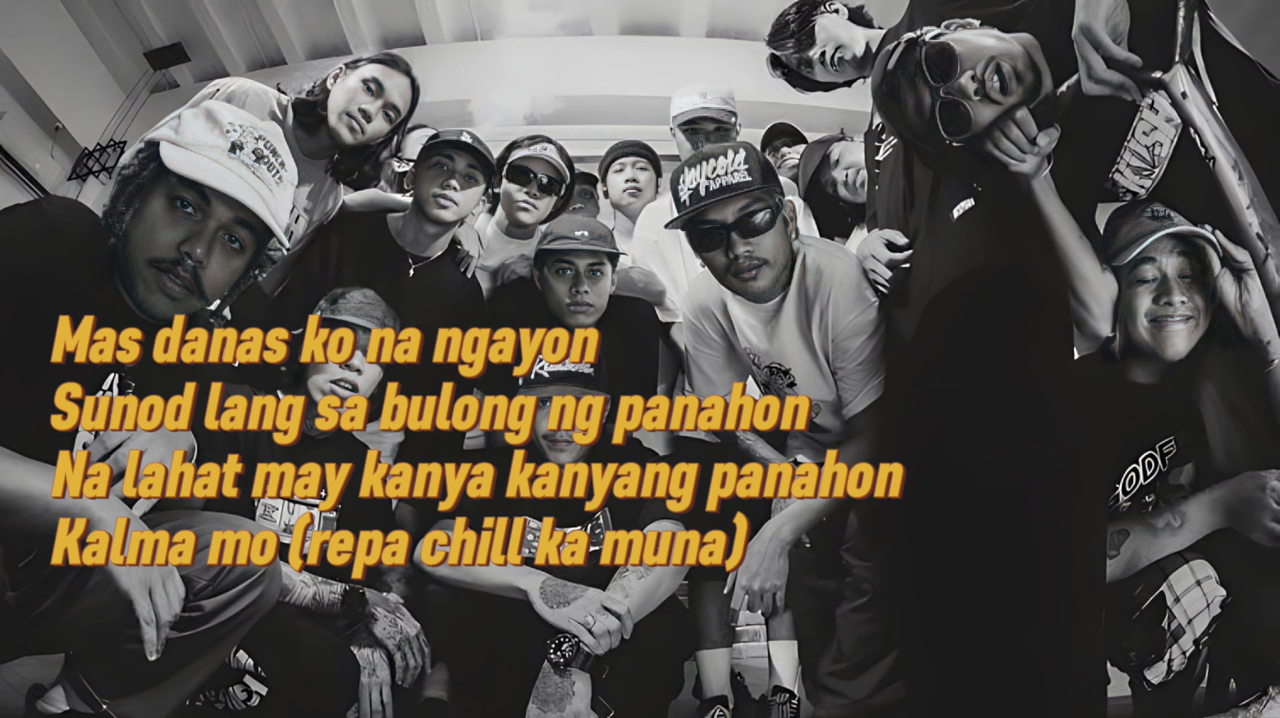 Mas danas ko na ngayon
Sunod lang sa bulong ng panahon
Na lahat may kanya kanyang panahon
Kalma mo (repa chill ka muna)
APPAREL